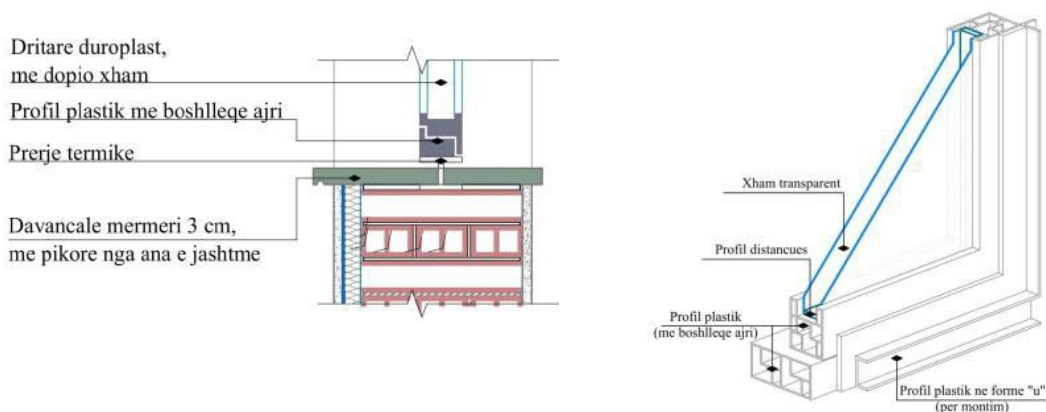 Dritare duroplast,
me dopio xham
Profil plastik me boshlleqe ajri
Prerje termike
Davancale mermeri 3 cm,
me pikore nga ana e jashtme
Xham transparent
Profil distancues
Profil plastik
(me boshlleqe ajri)
Profil plastik ne forme "u"
(per montim)